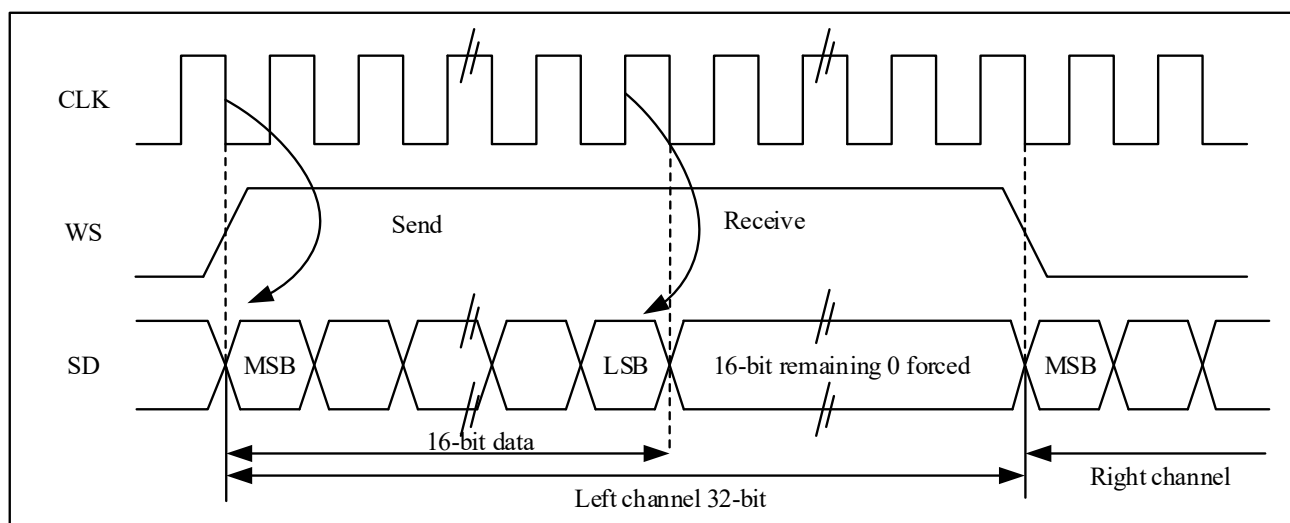 CLK
WS
Send
Receive
SD
MSB
LSB
16-bit remaining 0 forced
MSB
16-bit data
Left channel 32-bit
Right channel